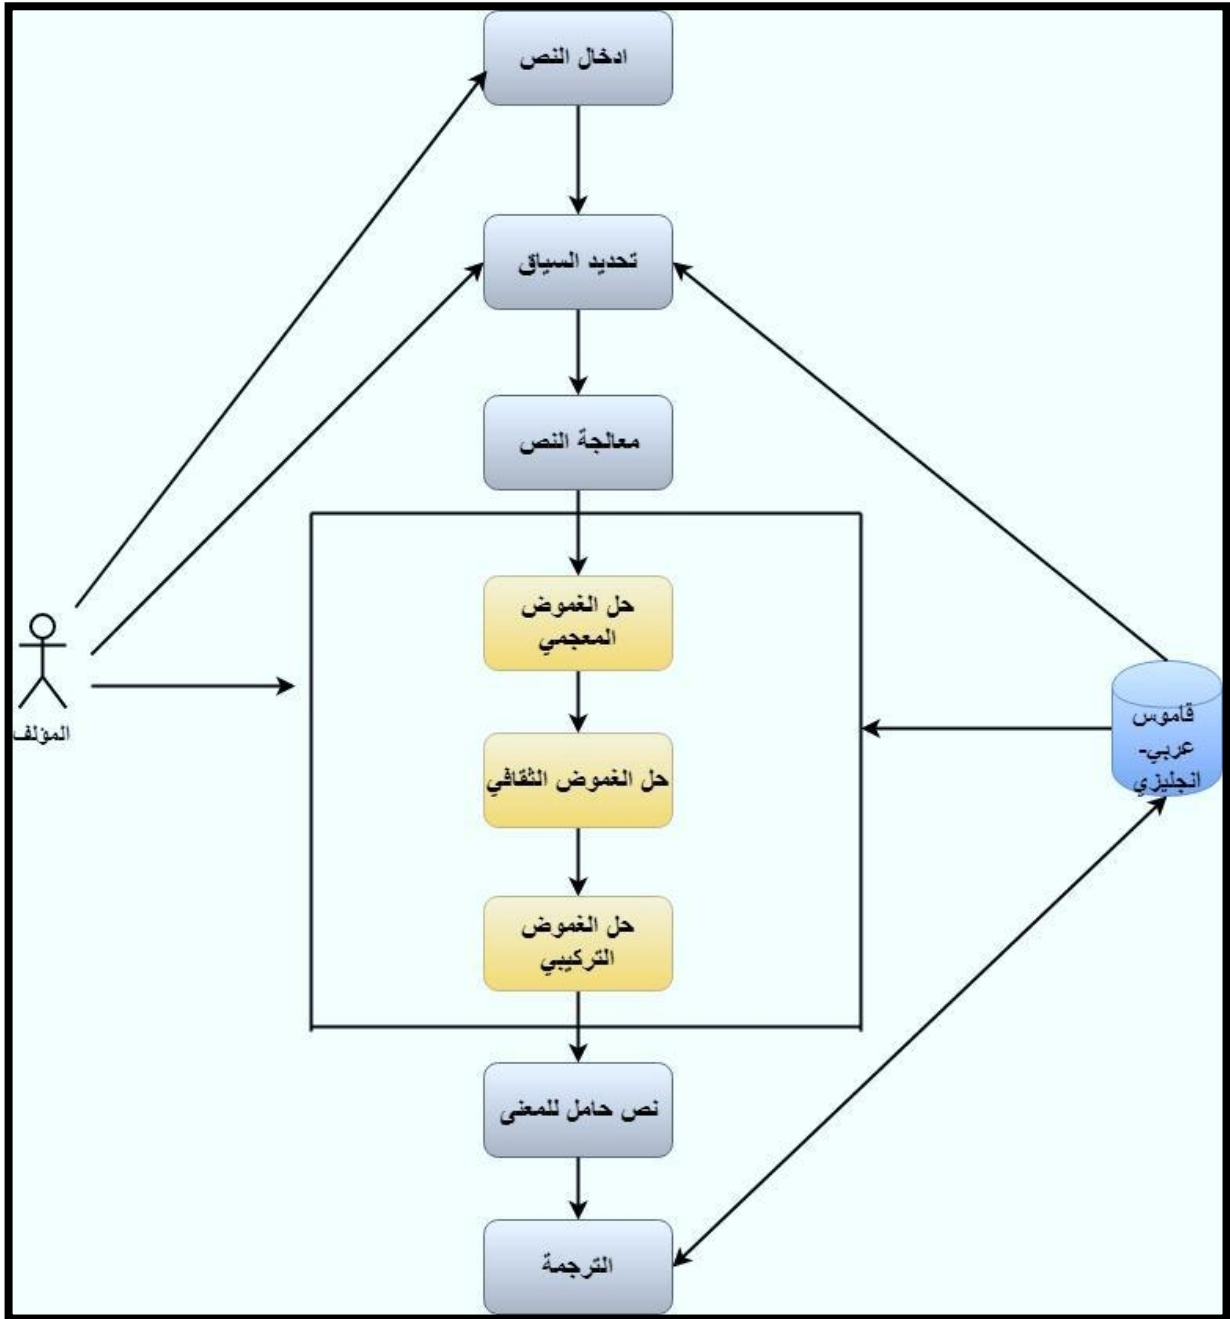 ادخال النص
تحديد السياق
معالجة النص
حل الغموض
المعجمي
حل الغموض الثقافي
حل الغموض
التركيبي
نص حامل للمعنى
الترجمة
المؤلف
قاموس
عربي-
انجليزي